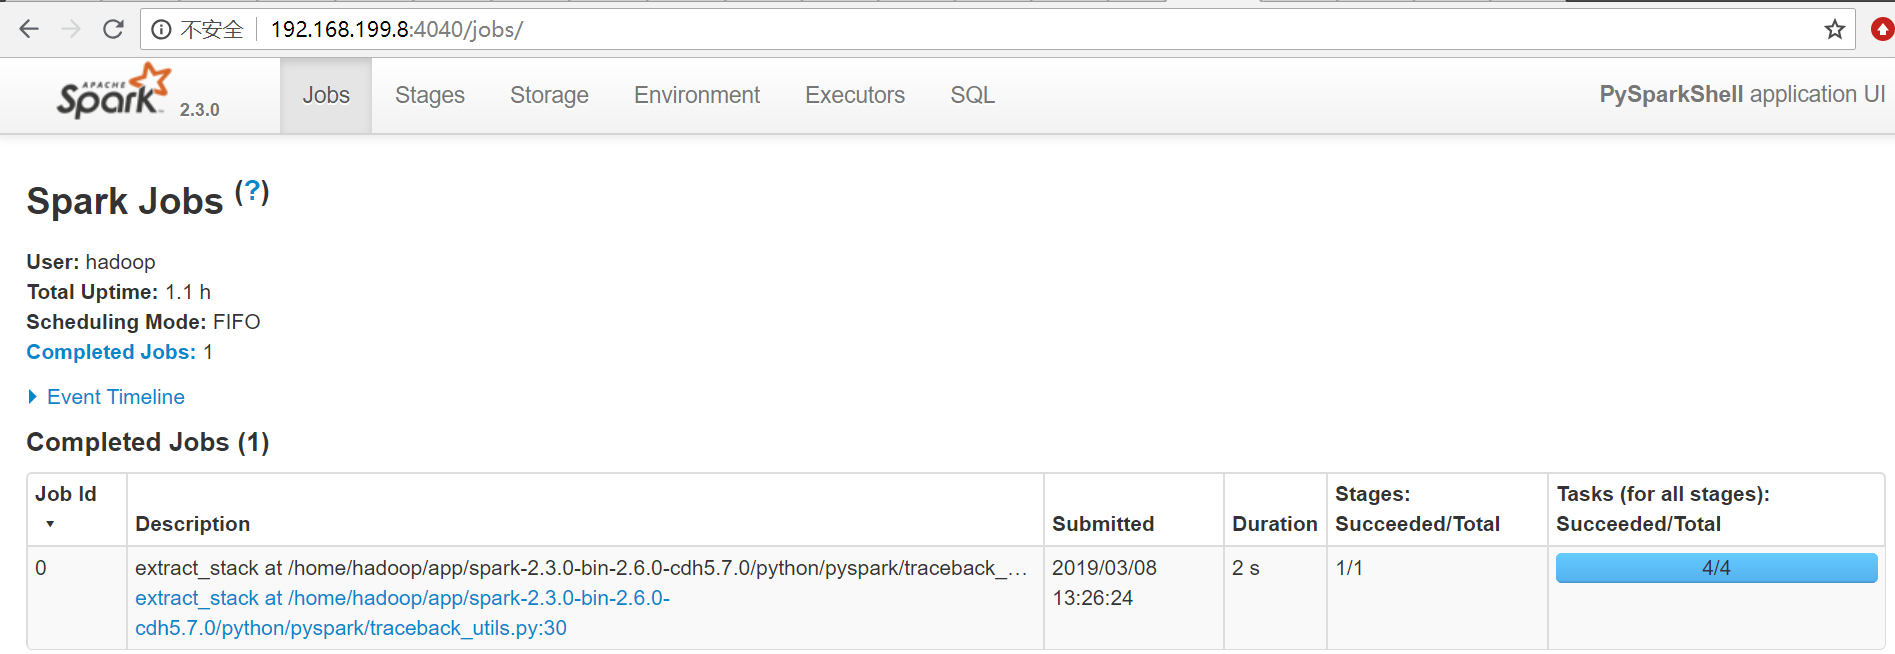 不安全 192.168.199.8:4040/jobs/
APACHE Spark 2.3.0 Jobs Stages Storage Environment Executors SQL PySparkShell application UI
Spark Jobs (?)
User: hadoop
Total Uptime: 1.1 h
Scheduling Mode: FIFO
Completed Jobs: 1
Event Timeline
Completed Jobs (1)
Job Id Description Submitted Duration Stages: Succeeded/Total Tasks (for all stages): Succeeded/Total
0 extract_stack at /home/hadoop/app/spark-2.3.0-bin-2.6.0-cdh5.7.0/python/pyspark/traceback_... 2019/03/08 2 s 1/1 4/4
extract_stack at /home/hadoop/app/spark-2.3.0-bin-2.6.0- 13:26:24
cdh5.7.0/python/pyspark/traceback_utils.py:30